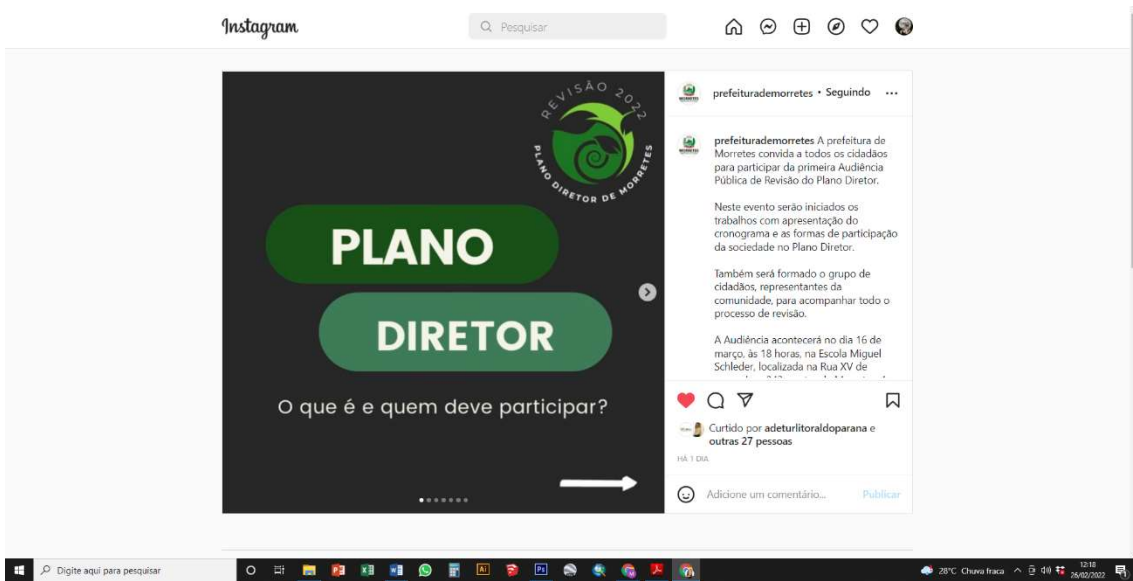 Instagram
Pesquisar
REVISÃO 2022
PLANO DIRETOR DE MORRETES
PLANO
DIRETOR
O que é e quem deve participar?
prefeiturademorretes • Seguindo
prefeiturademorretes A prefeitura de
Morretes convida a todos os cidadãos
para participar da primeira Audiência
Pública de Revisão do Plano Diretor.
Neste evento serão iniciados os
trabalhos com apresentação do
cronograma e as formas de participação
da sociedade no Plano Diretor.
Também será formado o grupo de
cidadãos, representantes da
comunidade, para acompanhar todo o
processo de revisão.
A Audiência acontecerá no dia 16 de
março, às 18 horas, na Escola Miguel
Schleder, localizada na Rua XV de
Curtido por adeturlitoraldoparana e
outras 27 pessoas
HÁ 1 DIA
Adicione um comentário...
Publicar
Digite aqui para pesquisar
28°C Chuva fraca
12:18
26/02/2022